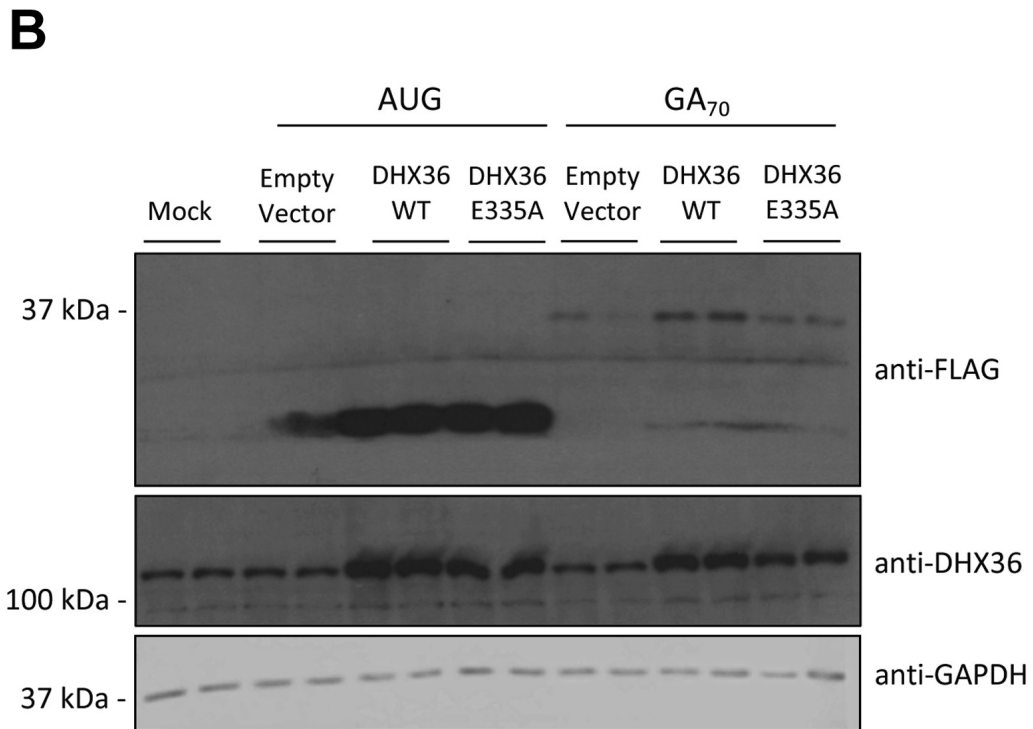 B
AUG GA₇₀
Mock
Empty Vector
DHX36 WT
DHX36 E335A
Empty Vector
DHX36 WT
DHX36 E335A
37 kDa -
anti-FLAG
anti-DHX36
100 kDa -
anti-GAPDH
37 kDa -